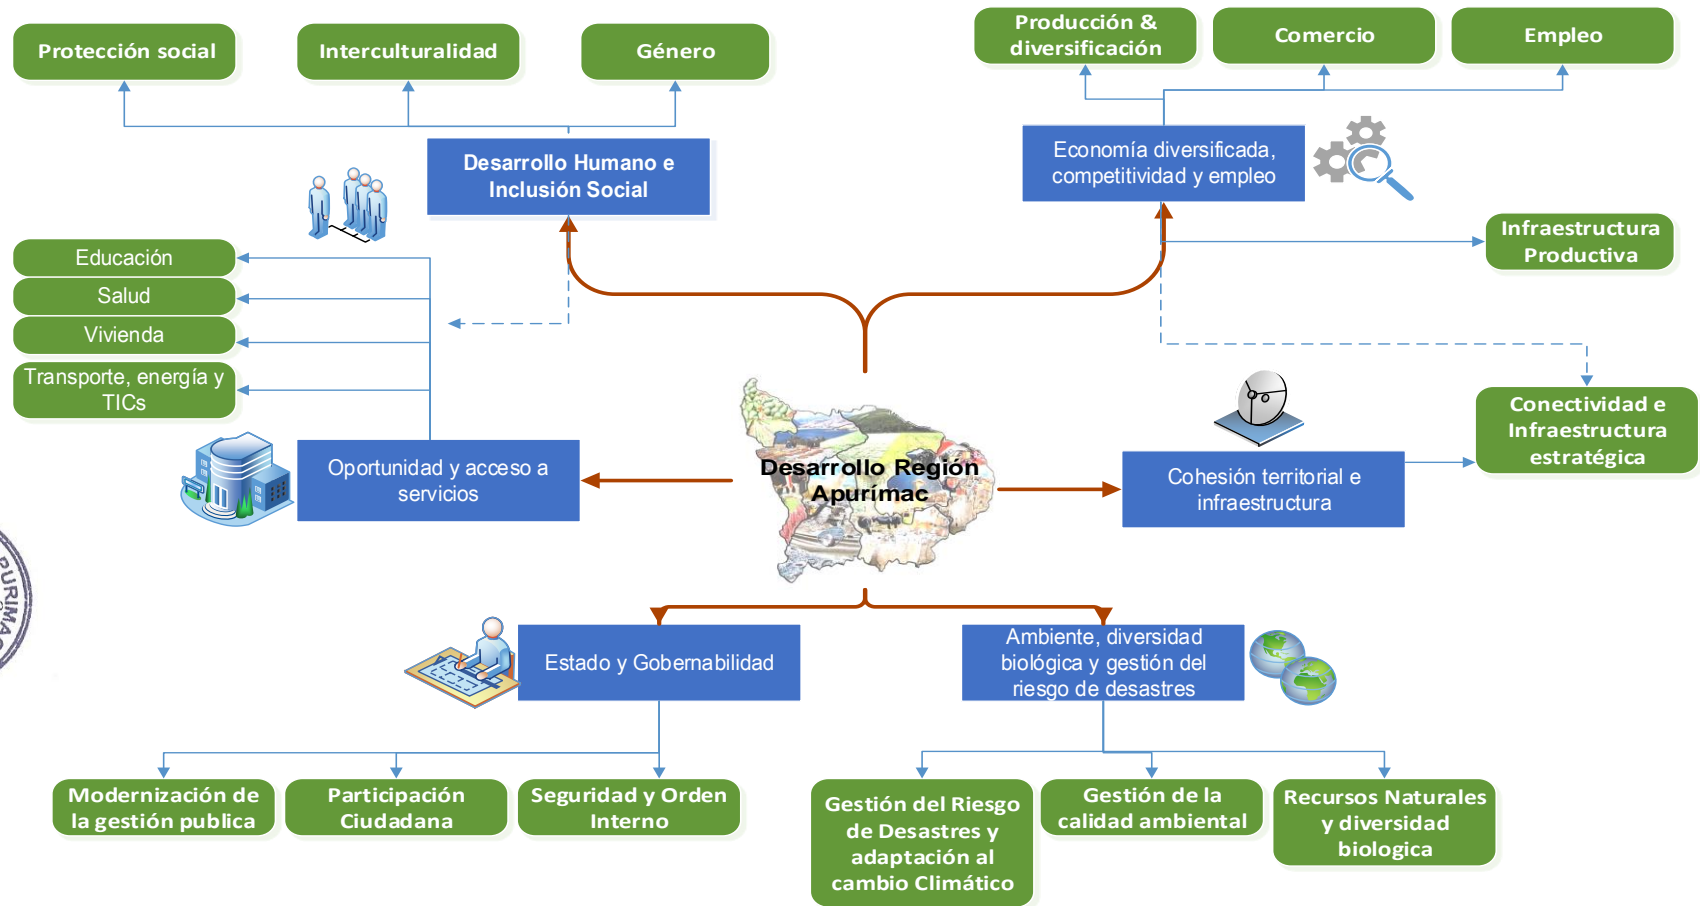 Protección social
Interculturalidad
Género
Producción &
diversificación
Comercio
Empleo
Desarrollo Humano e
Inclusión Social
Economía diversificada,
competitividad y empleo
Infraestructura
Productiva
Educación
Salud
Vivienda
Transporte, energía y
TICs
Conectividad e
Infraestructura
estratégica
Oportunidad y acceso a
servicios
Desarrollo Región
Apurímac
Cohesión territorial e
infraestructura
PURIMAC
Estado y Gobernabilidad
Ambiente, diversidad
biológica y gestión del
riesgo de desastres
Modernización de
la gestión publica
Participación
Ciudadana
Seguridad y Orden
Interno
Gestión del Riesgo
de Desastres y
adaptación al
cambio Climático
Gestión de la
calidad ambiental
Recursos Naturales
y diversidad
biologica